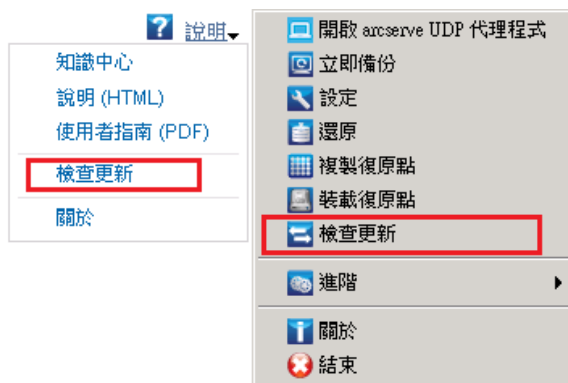 說明
知識中心
說明 (HTML)
使用者指南 (PDF)
檢查更新
關於
開啟 arcserve UDP 代理程式
立即備份
設定
還原
複製復原點
裝載復原點
檢查更新
進階
關於
結束